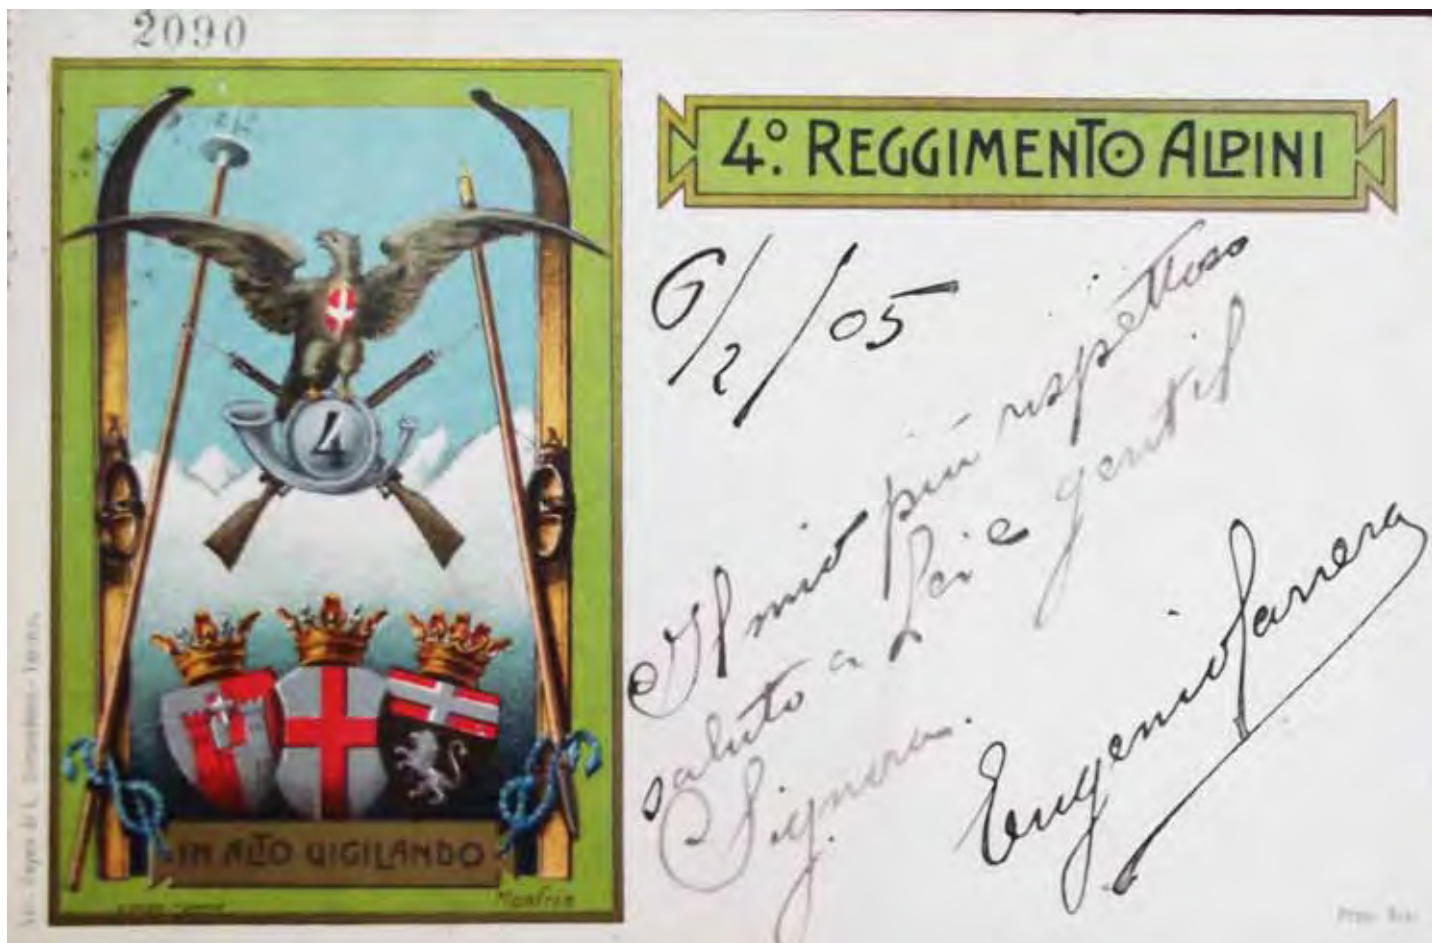 2090
4º. REGGIMENTO ALPINI
6/2/05
Il mio più rispettoso
saluto a Lei e gentil
Signora.
Eugenio
4
IN ALTO VIGILANDO